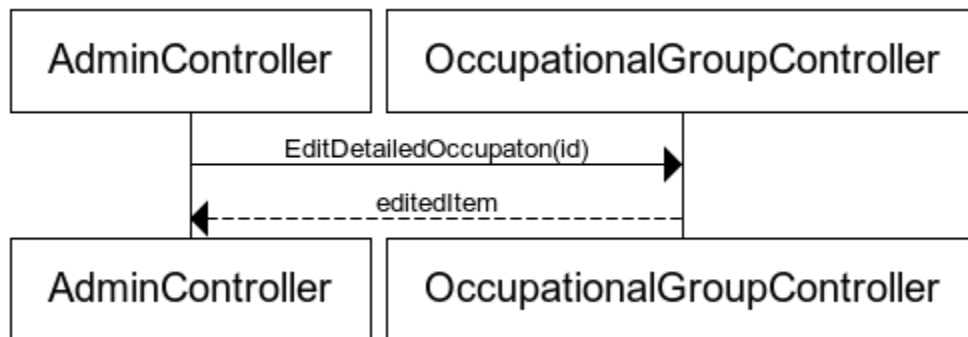 AdminController
OccupationalGroupController
EditDetailedOccupaton(id)
editedItem
AdminController
OccupationalGroupController